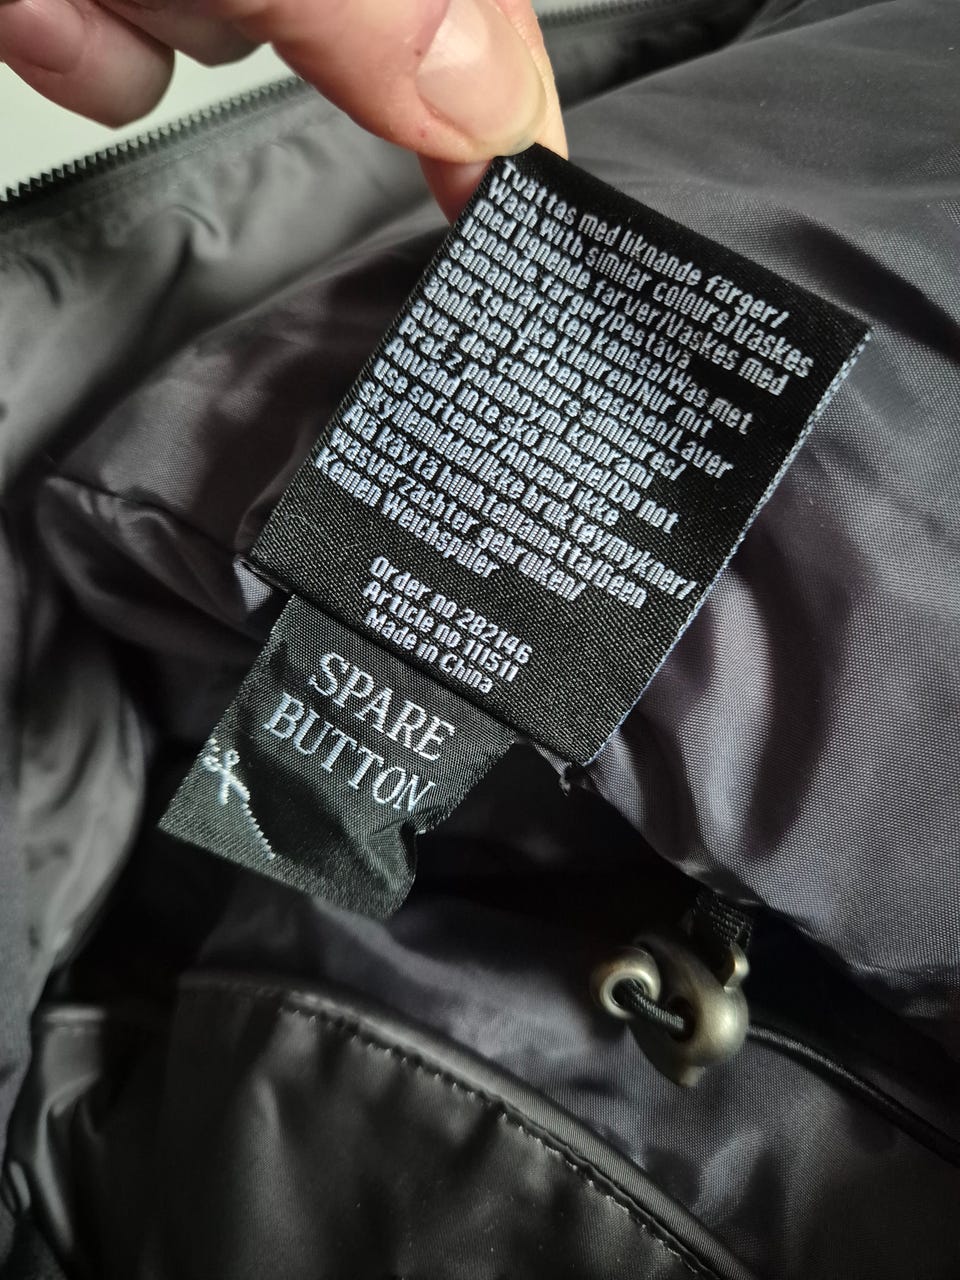 Tvättas med liknande färger/
Wash with similar colours/Vaskes
med lignende farver/Vaskes med
lignende farger/Pestävä
samanväristen kanssa/Was met
soortgelijke kleuren/Nur mit
ähnlichen Farben waschen/Laver
avec des couleurs similaires/
Prać z podobnym kolorami
Använd inte sköljmedel/Do not
use softener/Anvend ikke
skyllemiddel/Ikke bruk tøymykner/
Älä käytä huuhteluainetta/Geen
wasverzachter gebruiken/
Keinen Weichspüler
Order no 282146
Article no 111511
Made in China
SPARE
BUTTON